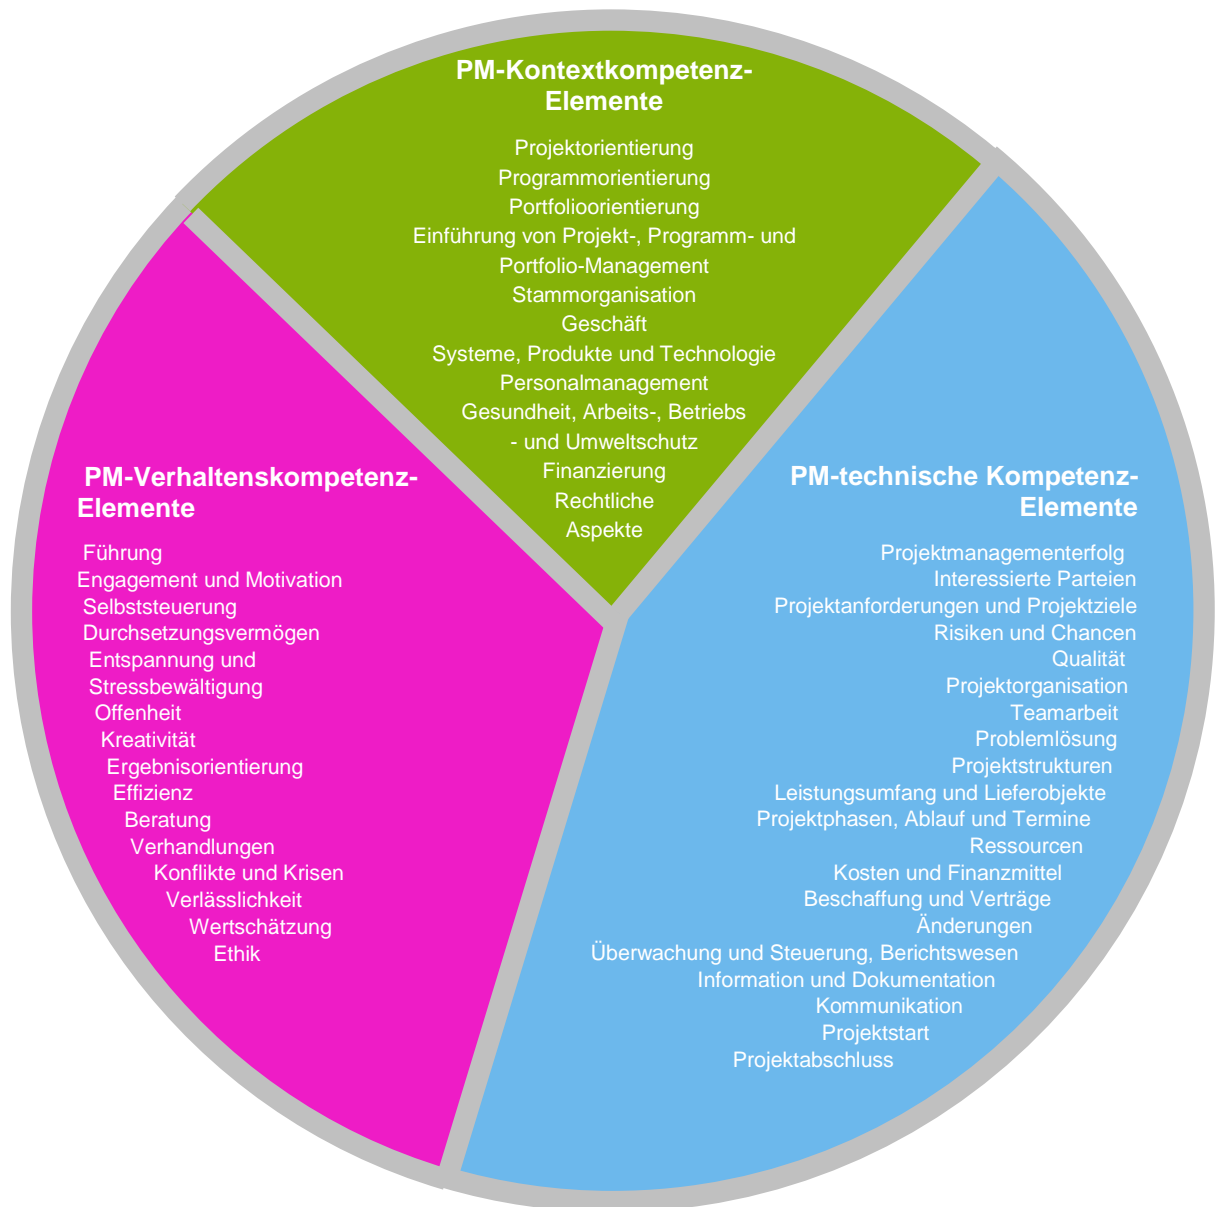 PM-Kontextkompetenz-
Elemente
Projektorientierung
Programmorientierung
Portfolioorientierung
Einführung von Projekt-, Programm- und
Portfolio-Management
Stammorganisation
Geschäft
Systeme, Produkte und Technologie
Personalmanagement
Gesundheit, Arbeits-, Betriebs
- und Umweltschutz
Finanzierung
Rechtliche
Aspekte
PM-Verhaltenskompetenz-
Elemente
Führung
Engagement und Motivation
Selbststeuerung
Durchsetzungsvermögen
Entspannung und
Stressbewältigung
Offenheit
Kreativität
Ergebnisorientierung
Effizienz
Beratung
Verhandlungen
Konflikte und Krisen
Verlässlichkeit
Wertschätzung
Ethik
PM-technische Kompetenz-
Elemente
Projektmanagementerfolg
Interessierte Parteien
Projektanforderungen und Projektziele
Risiken und Chancen
Qualität
Projektorganisation
Teamarbeit
Problemlösung
Projektstrukturen
Leistungsumfang und Lieferobjekte
Projektphasen, Ablauf und Termine
Ressourcen
Kosten und Finanzmittel
Beschaffung und Verträge
Änderungen
Überwachung und Steuerung, Berichtswesen
Information und Dokumentation
Kommunikation
Projektstart
Projektabschluss